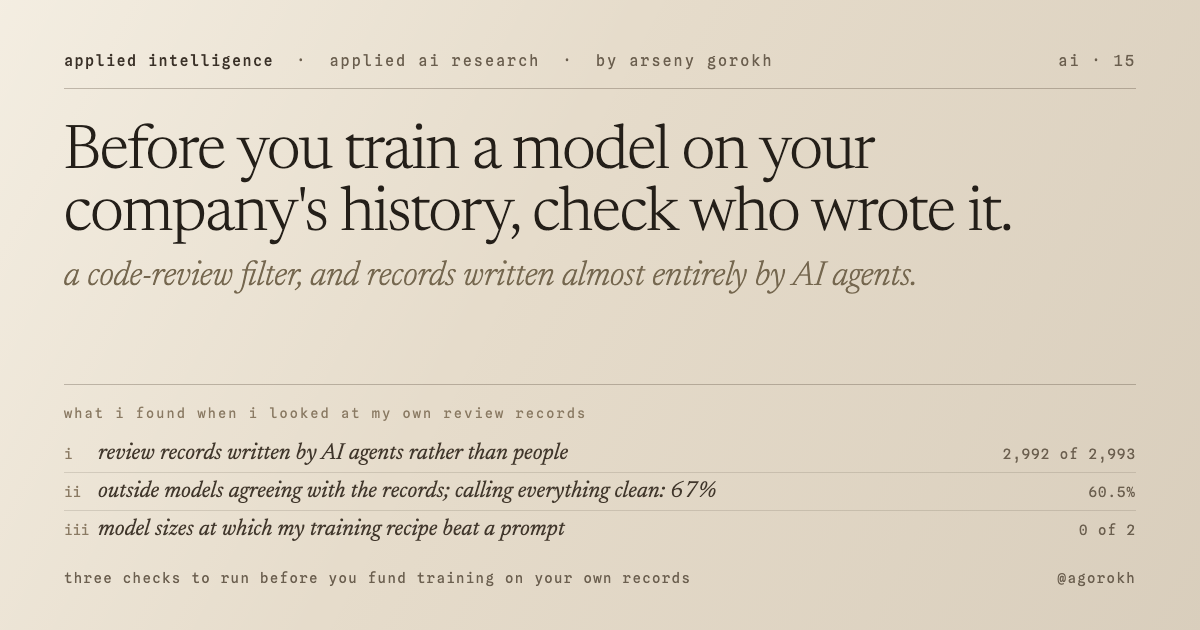 applied intelligence · applied ai research · by arseny gorokh ai · 15
Before you train a model on your
company's history, check who wrote it.
a code-review filter, and records written almost entirely by AI agents.
what i found when i looked at my own review records
i review records written by AI agents rather than people 2,992 of 2,993
ii outside models agreeing with the records; calling everything clean: 67% 60.5%
iii model sizes at which my training recipe beat a prompt 0 of 2
three checks to run before you fund training on your own records @agorokh